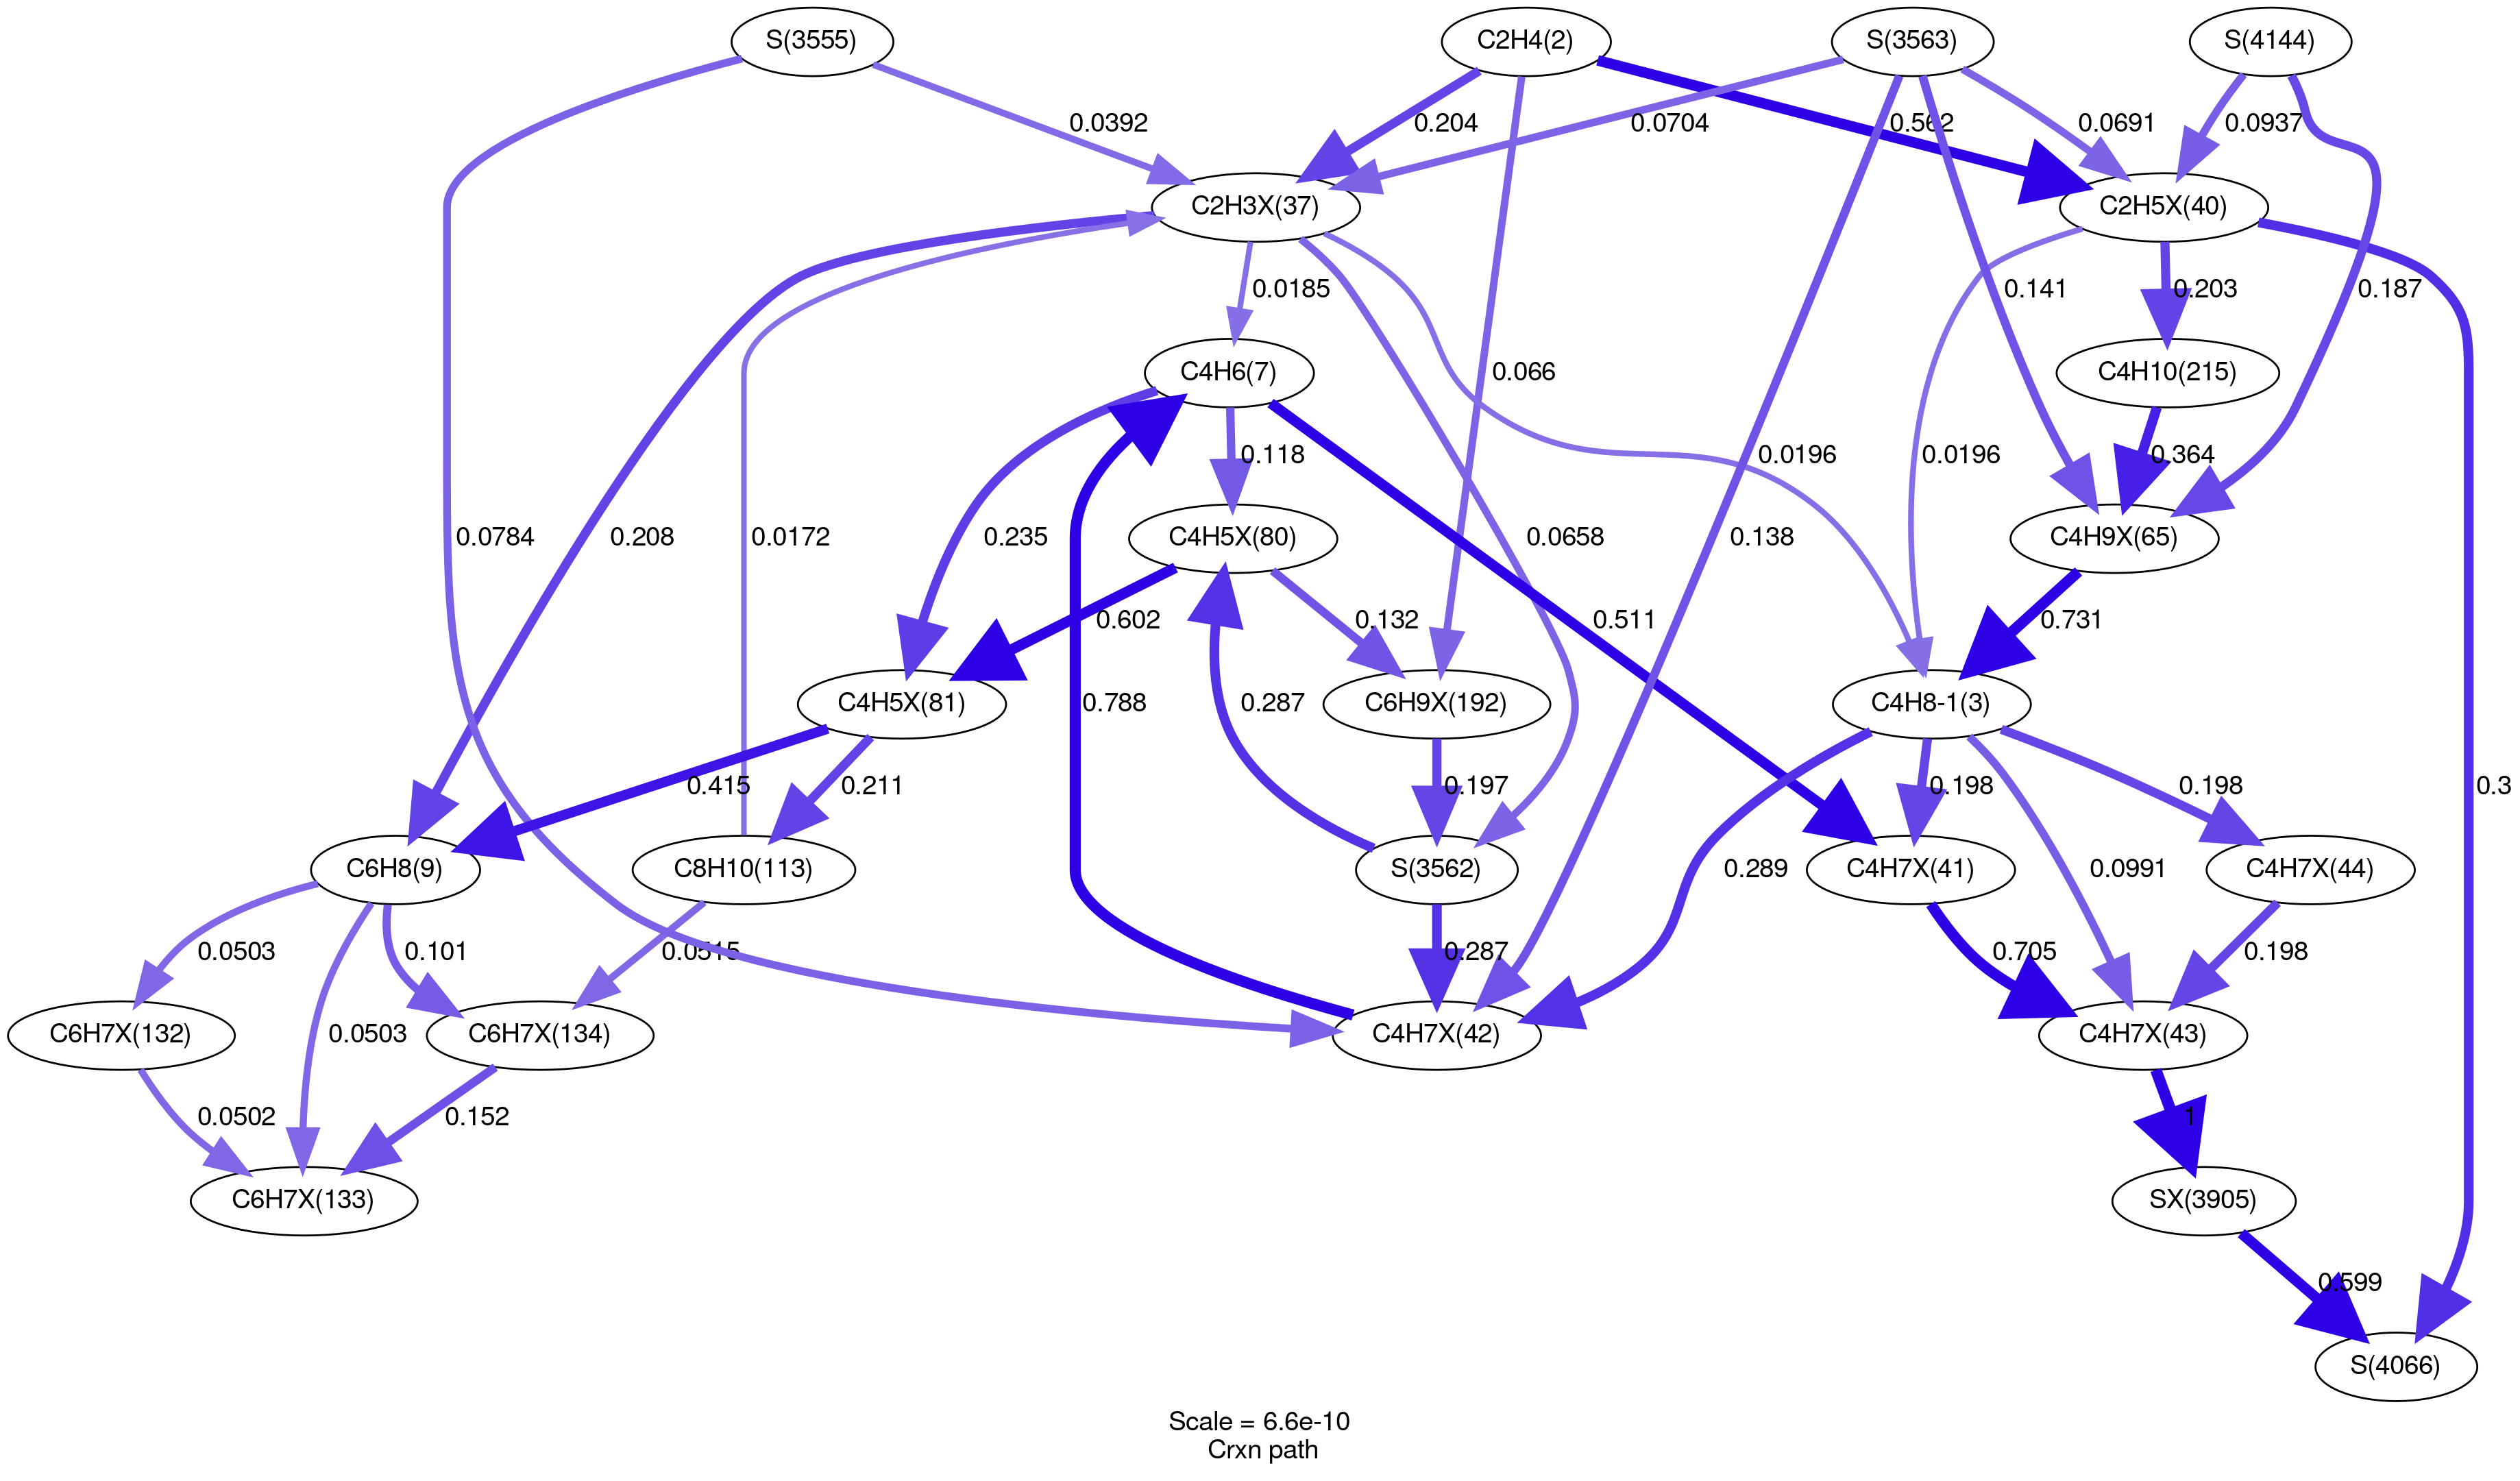 S(3555)
C2H4(2)
S(3563)
S(4144)
0.0392
0.204
0.0704
0.562
0.0691
0.0937
C2H3X(37)
C2H5X(40)
0.0185
0.141
0.203
0.187
C4H6(7)
0.066
C4H10(215)
0.118
0.0196
0.0196
0.364
0.0784
0.208
0.0172
0.235
C4H5X(80)
0.0658
0.138
C4H9X(65)
0.602
0.132
0.511
0.731
C4H5X(81)
0.788
0.287
C6H9X(192)
C4H8-1(3)
0.415
0.211
0.197
0.198
0.198
0.3
C6H8(9)
C8H10(113)
S(3562)
0.289
C4H7X(41)
0.0991
C4H7X(44)
0.0503
0.101
0.0515
0.287
0.705
0.198
C6H7X(132)
0.0503
C6H7X(134)
C4H7X(42)
C4H7X(43)
0.0502
0.152
1
C6H7X(133)
SX(3905)
0.599
S(4066)
Scale = 6.6e-10
Crxn path